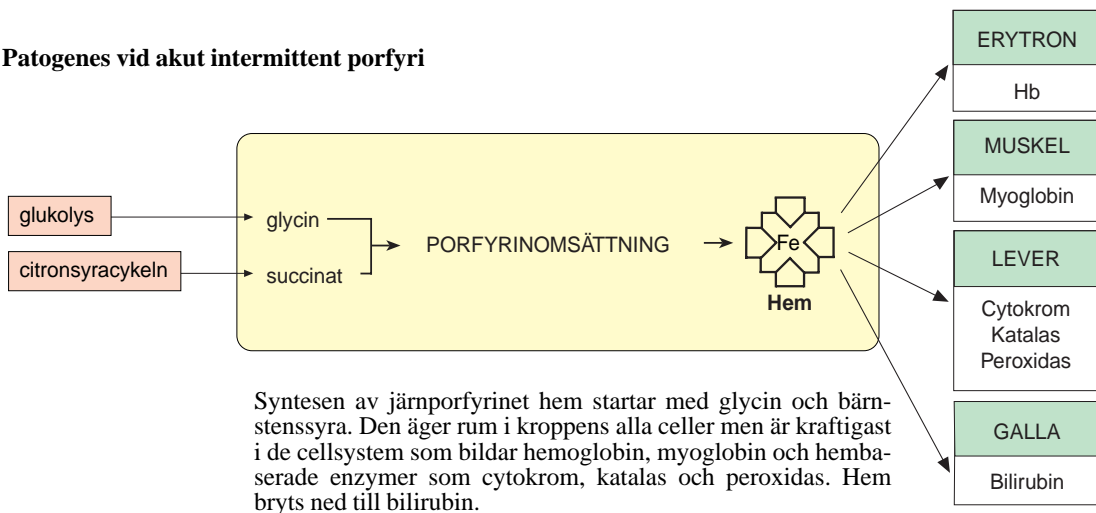 Patogenes vid akut intermittent porfyri
glukolys
citronsyracykeln
glycin
succinat
PORFYRINOMSÄTTNING
Fe
Hem
ERYTRON
Hb
MUSKEL
Myoglobin
LEVER
Cytokrom
Katalas
Peroxidas
GALLA
Bilirubin
Syntesen av järnporfyrinet hem startar med glycin och bärn-
stenssyra. Den äger rum i kroppens alla celler men är kraftigast
i de cellsystem som bildar hemoglobin, myoglobin och hemba-
serade enzymer som cytokrom, katalas och peroxidas. Hem
bryts ned till bilirubin.